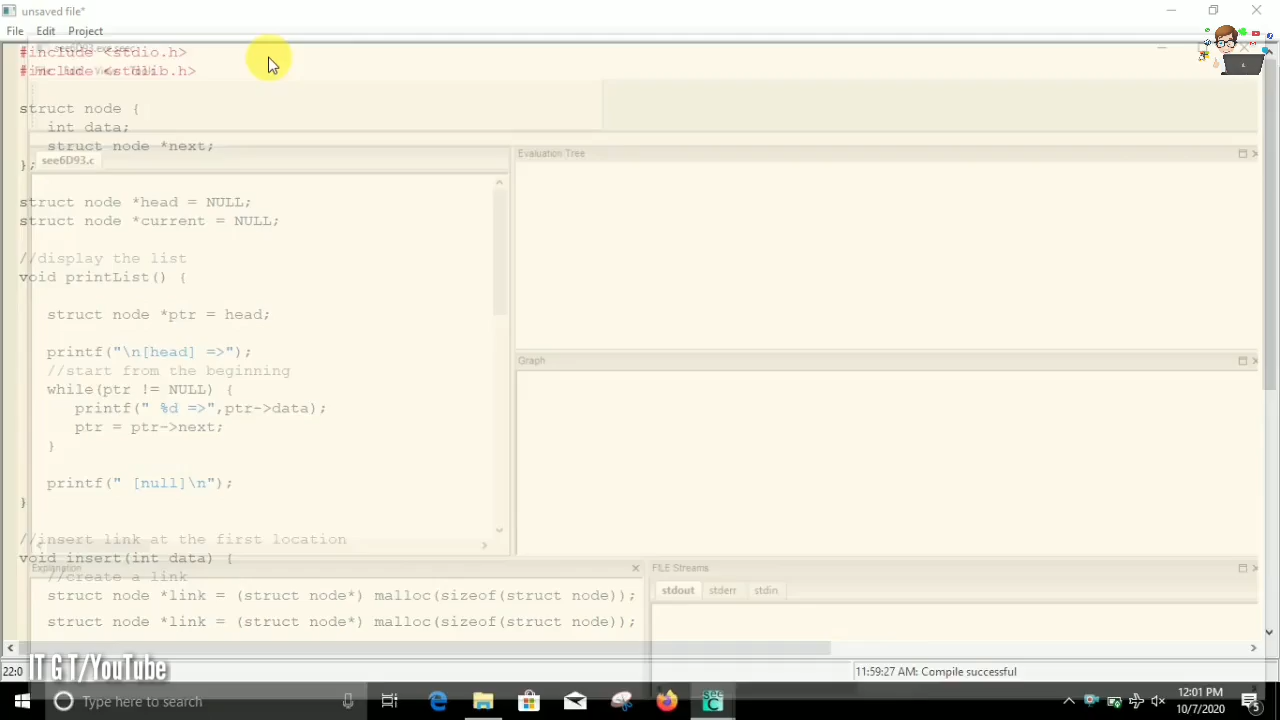 unsaved file*
File Edit Project
#include <stdio.h>
#include <stdlib.h>
struct node {
int data;
struct node *next;
};
see6D93.c
Evaluation Tree
struct node *head = NULL;
struct node *current = NULL;
//display the list
void printList() {
struct node *ptr = head;
printf("\n[head] =>");
Graph
//start from the beginning
while(ptr != NULL) {
printf(" %d =>",ptr->data);
ptr = ptr->next;
}
printf(" [null]\n");
}
//insert link at the first location
void insert(int data) {
Explanation
FILE Streams
//create a link
stdout stderr stdin
struct node *link = (struct node*) malloc(sizeof(struct node));
struct node *link = (struct node*) malloc(sizeof(struct node));
22:0
IT G T/YouTube
11:59:27 AM: Compile successful
Type here to search
12:01 PM
10/7/2020